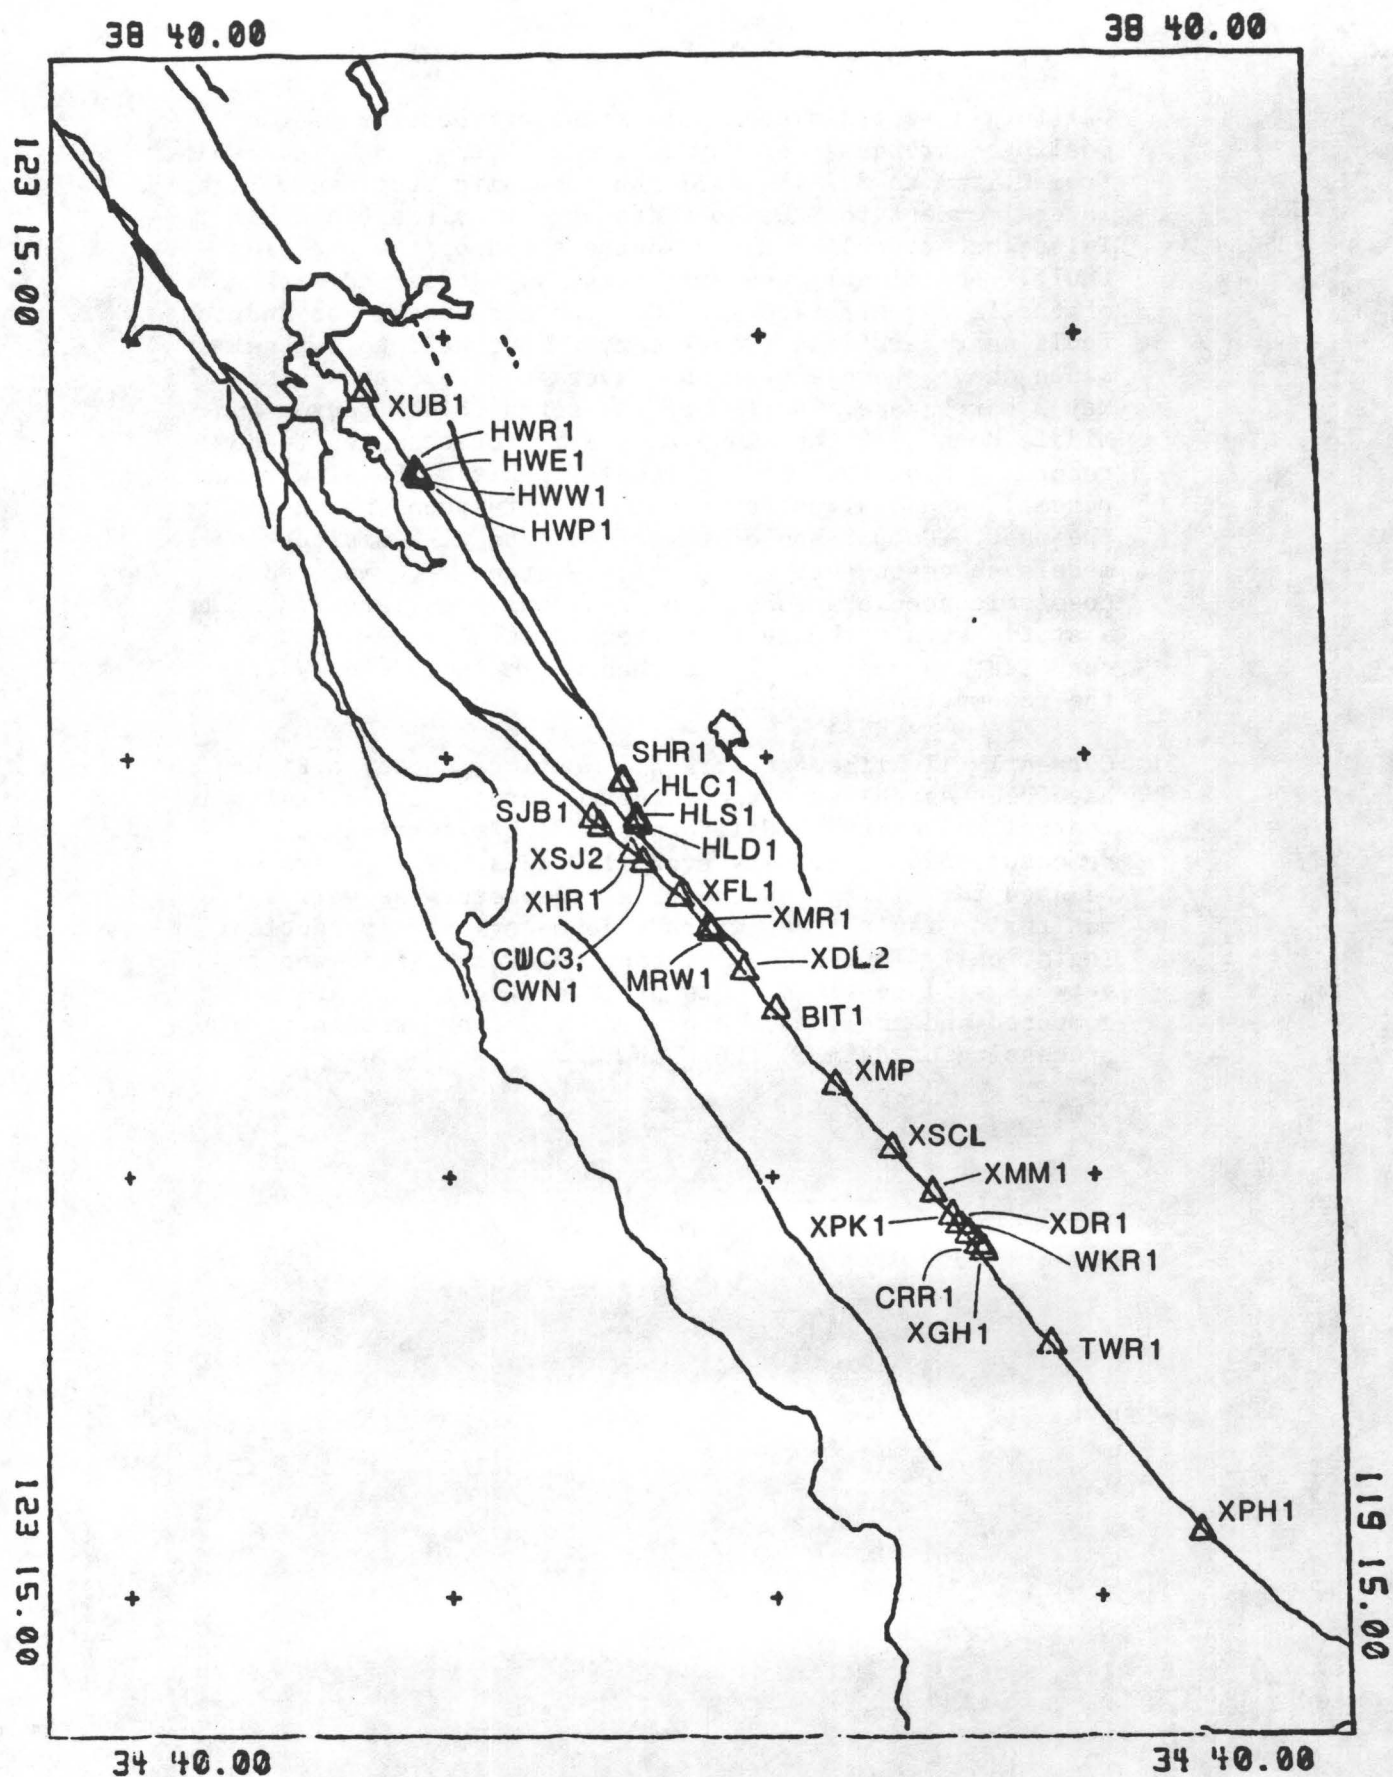 38 40.00
38 40.00
123 15.00
XUB1
HWR1
HWE1
HWW1
HWP1
SHR1
HLC1
SJB1
HLS1
HLD1
XSJ2
XFL1
XHR1
XMR1
CWC3,
CWN1
MRW1
XDL2
BIT1
XMP
XSCL
XMM1
XPK1
XDR1
WKR1
CRR1
XGH1
TWR1
XPH1
123 15.00
119 15.00
34 40.00
34 40.00